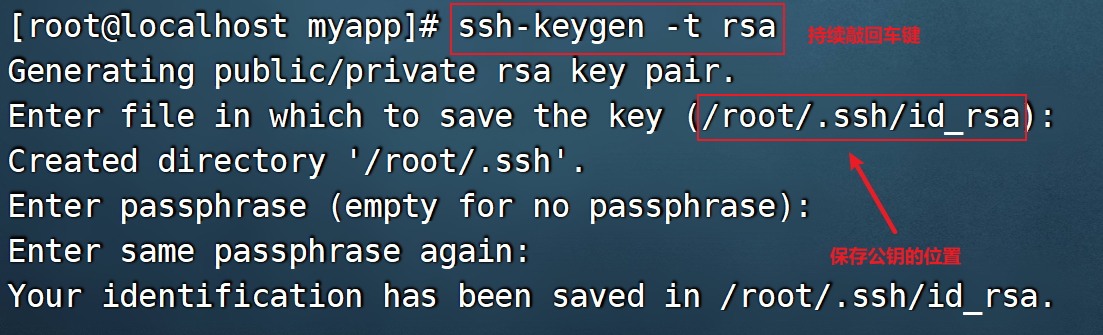 [root@localhost myapp]# ssh-keygen -t rsa 持续敲回车键
Generating public/private rsa key pair.
Enter file in which to save the key (/root/.ssh/id_rsa):
Created directory '/root/.ssh'.
Enter passphrase (empty for no passphrase):
Enter same passphrase again:
保存公钥的位置
Your identification has been saved in /root/.ssh/id_rsa.